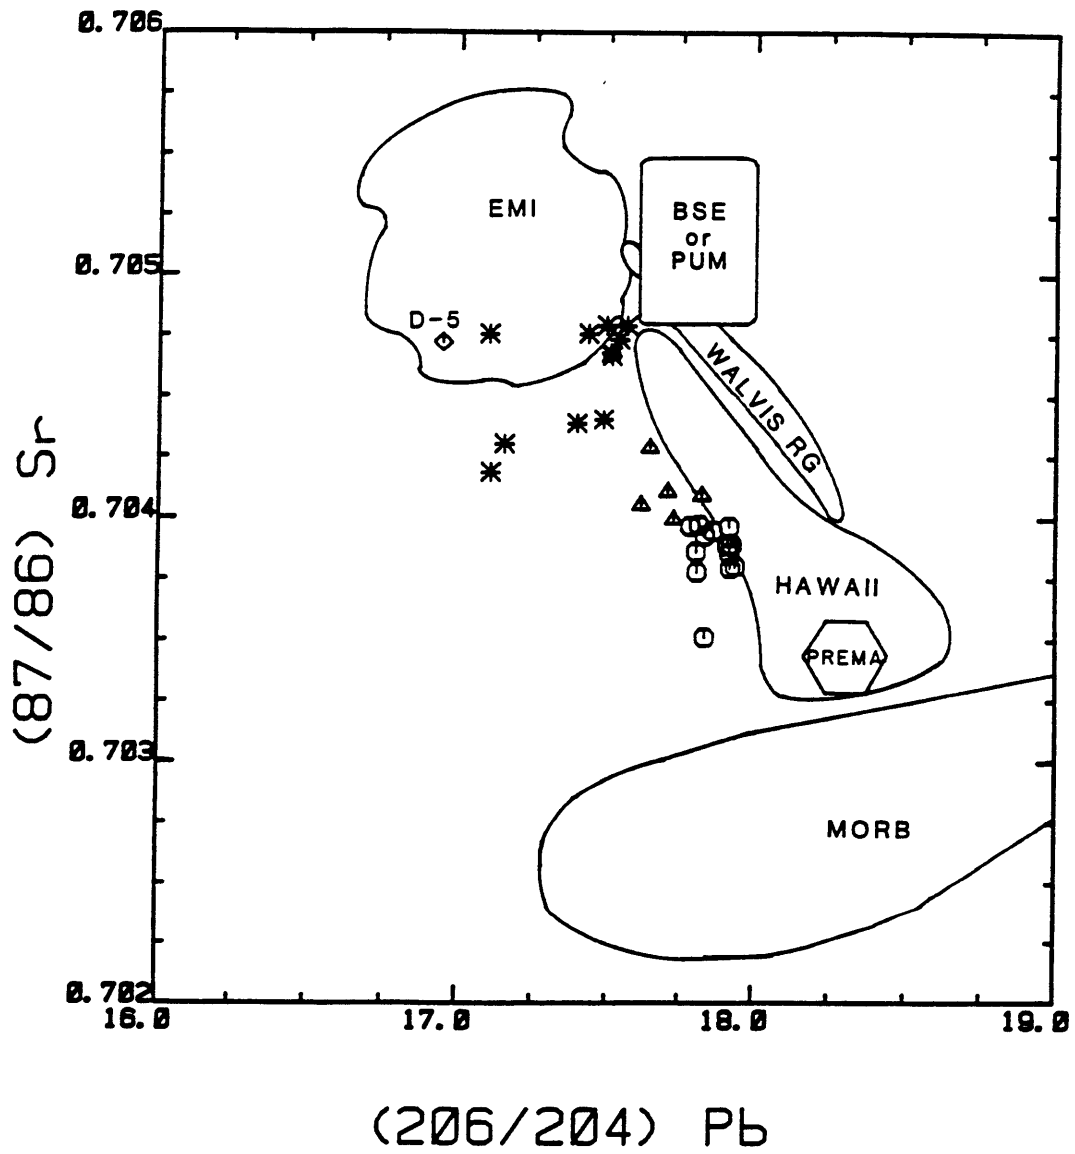 0.706
EMI
BSE
or
PUM
0.705
D-5
WALVIS RG
0.704
HAWAII
PREMA
(87/86) Sr
0.703
MORB
0.702
16.0 17.0 18.0 19.0
(206/204) Pb